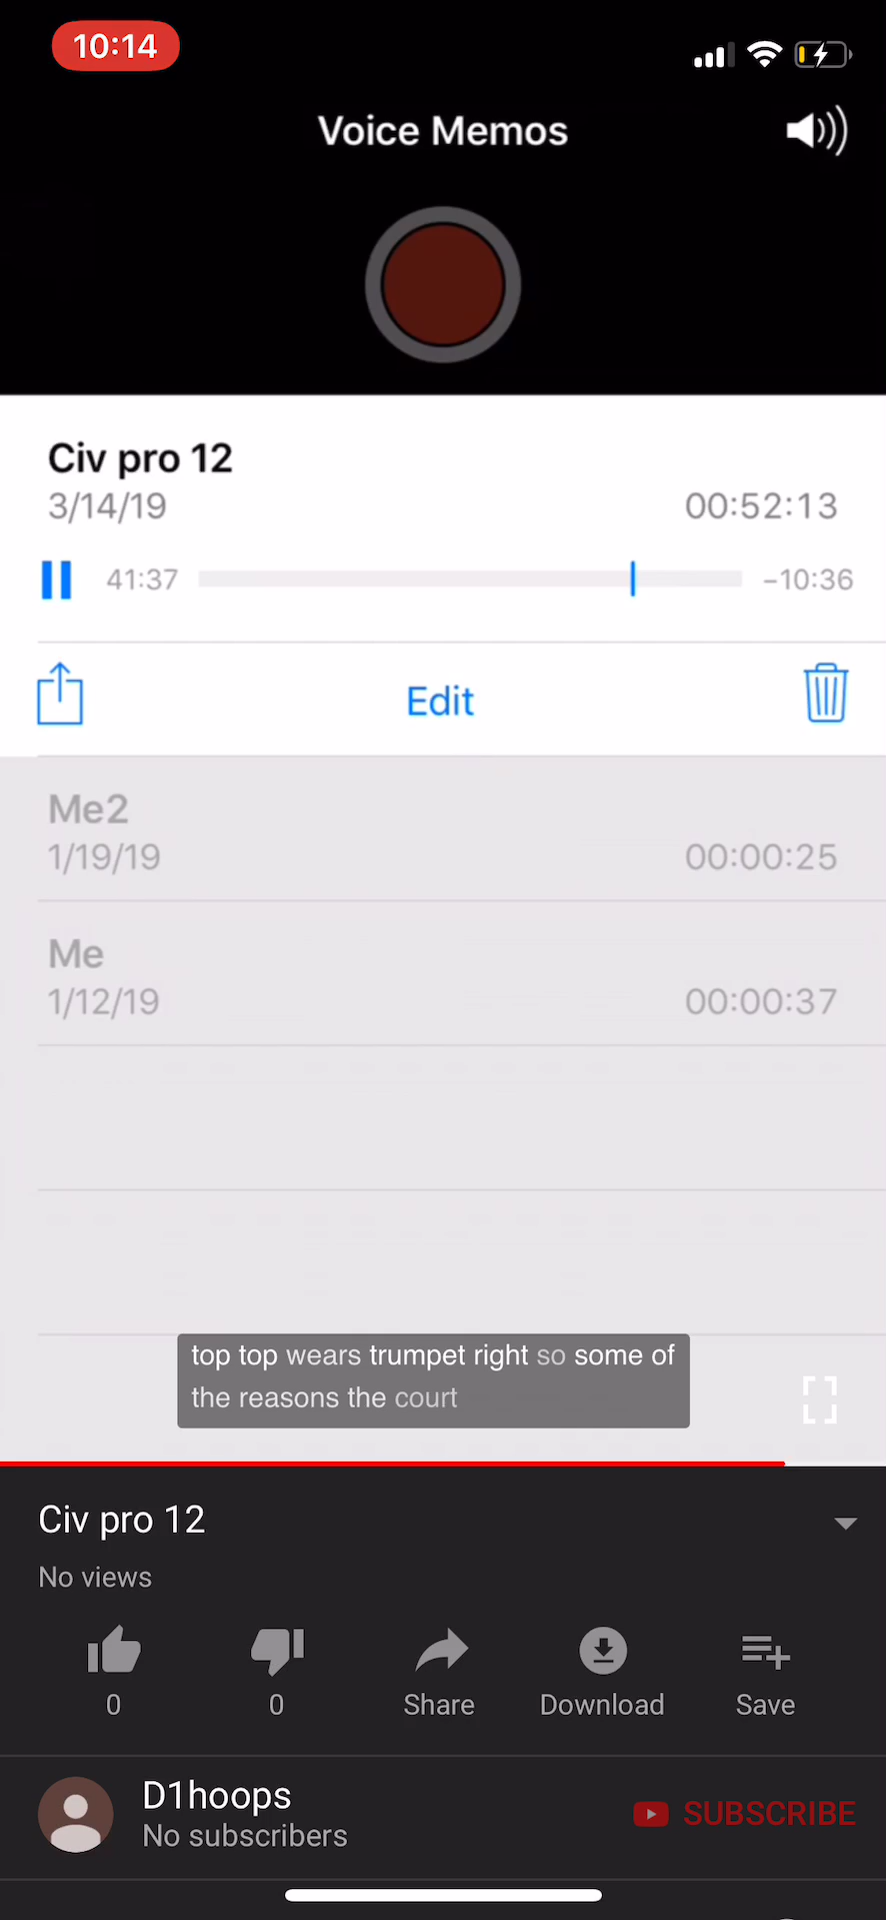 10:14
Voice Memos
Civ pro 12
3/14/19 00:52:13
41:37 -10:36
Edit
Me2
1/19/19 00:00:25
Me
1/12/19 00:00:37
top top wears trumpet right so some of
the reasons the court
Civ pro 12
No views
0 0 Share Download Save
D1hoops
No subscribers
SUBSCRIBE